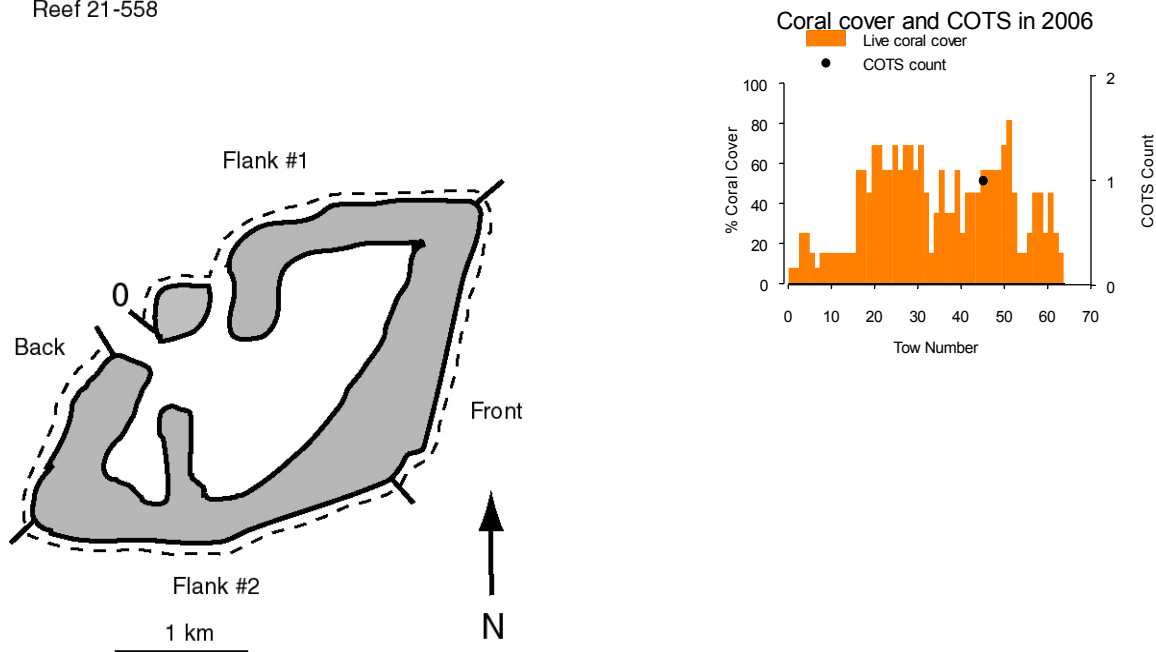 Reef 21-558
Flank #1
0
Back
Front
Flank #2
1 km
N
Coral cover and COTS in 2006
Live coral cover
COTS count
100
80
60
40
20
0
% Coral Cover
2
1
0
COTS Count
0 10 20 30 40 50 60 70
Tow Number